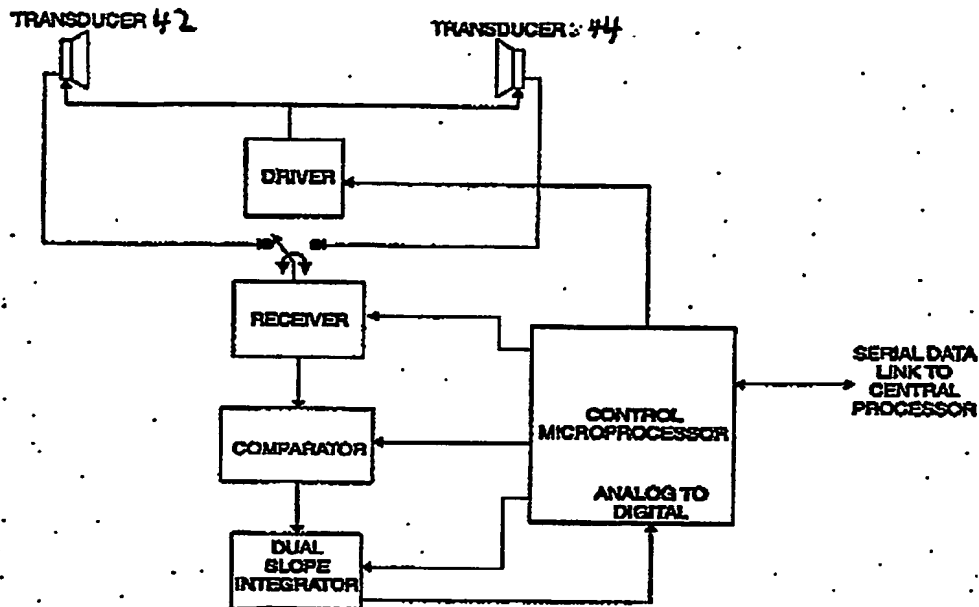 TRANSDUCER 42
TRANSDUCER: 44
DRIVER
RECEIVER
COMPARATOR
DUAL
SLOPE
INTEGRATOR
CONTROL
MICROPROCESSOR
ANALOG TO
DIGITAL
SERIAL DATA
LINK TO
CENTRAL
PROCESSOR